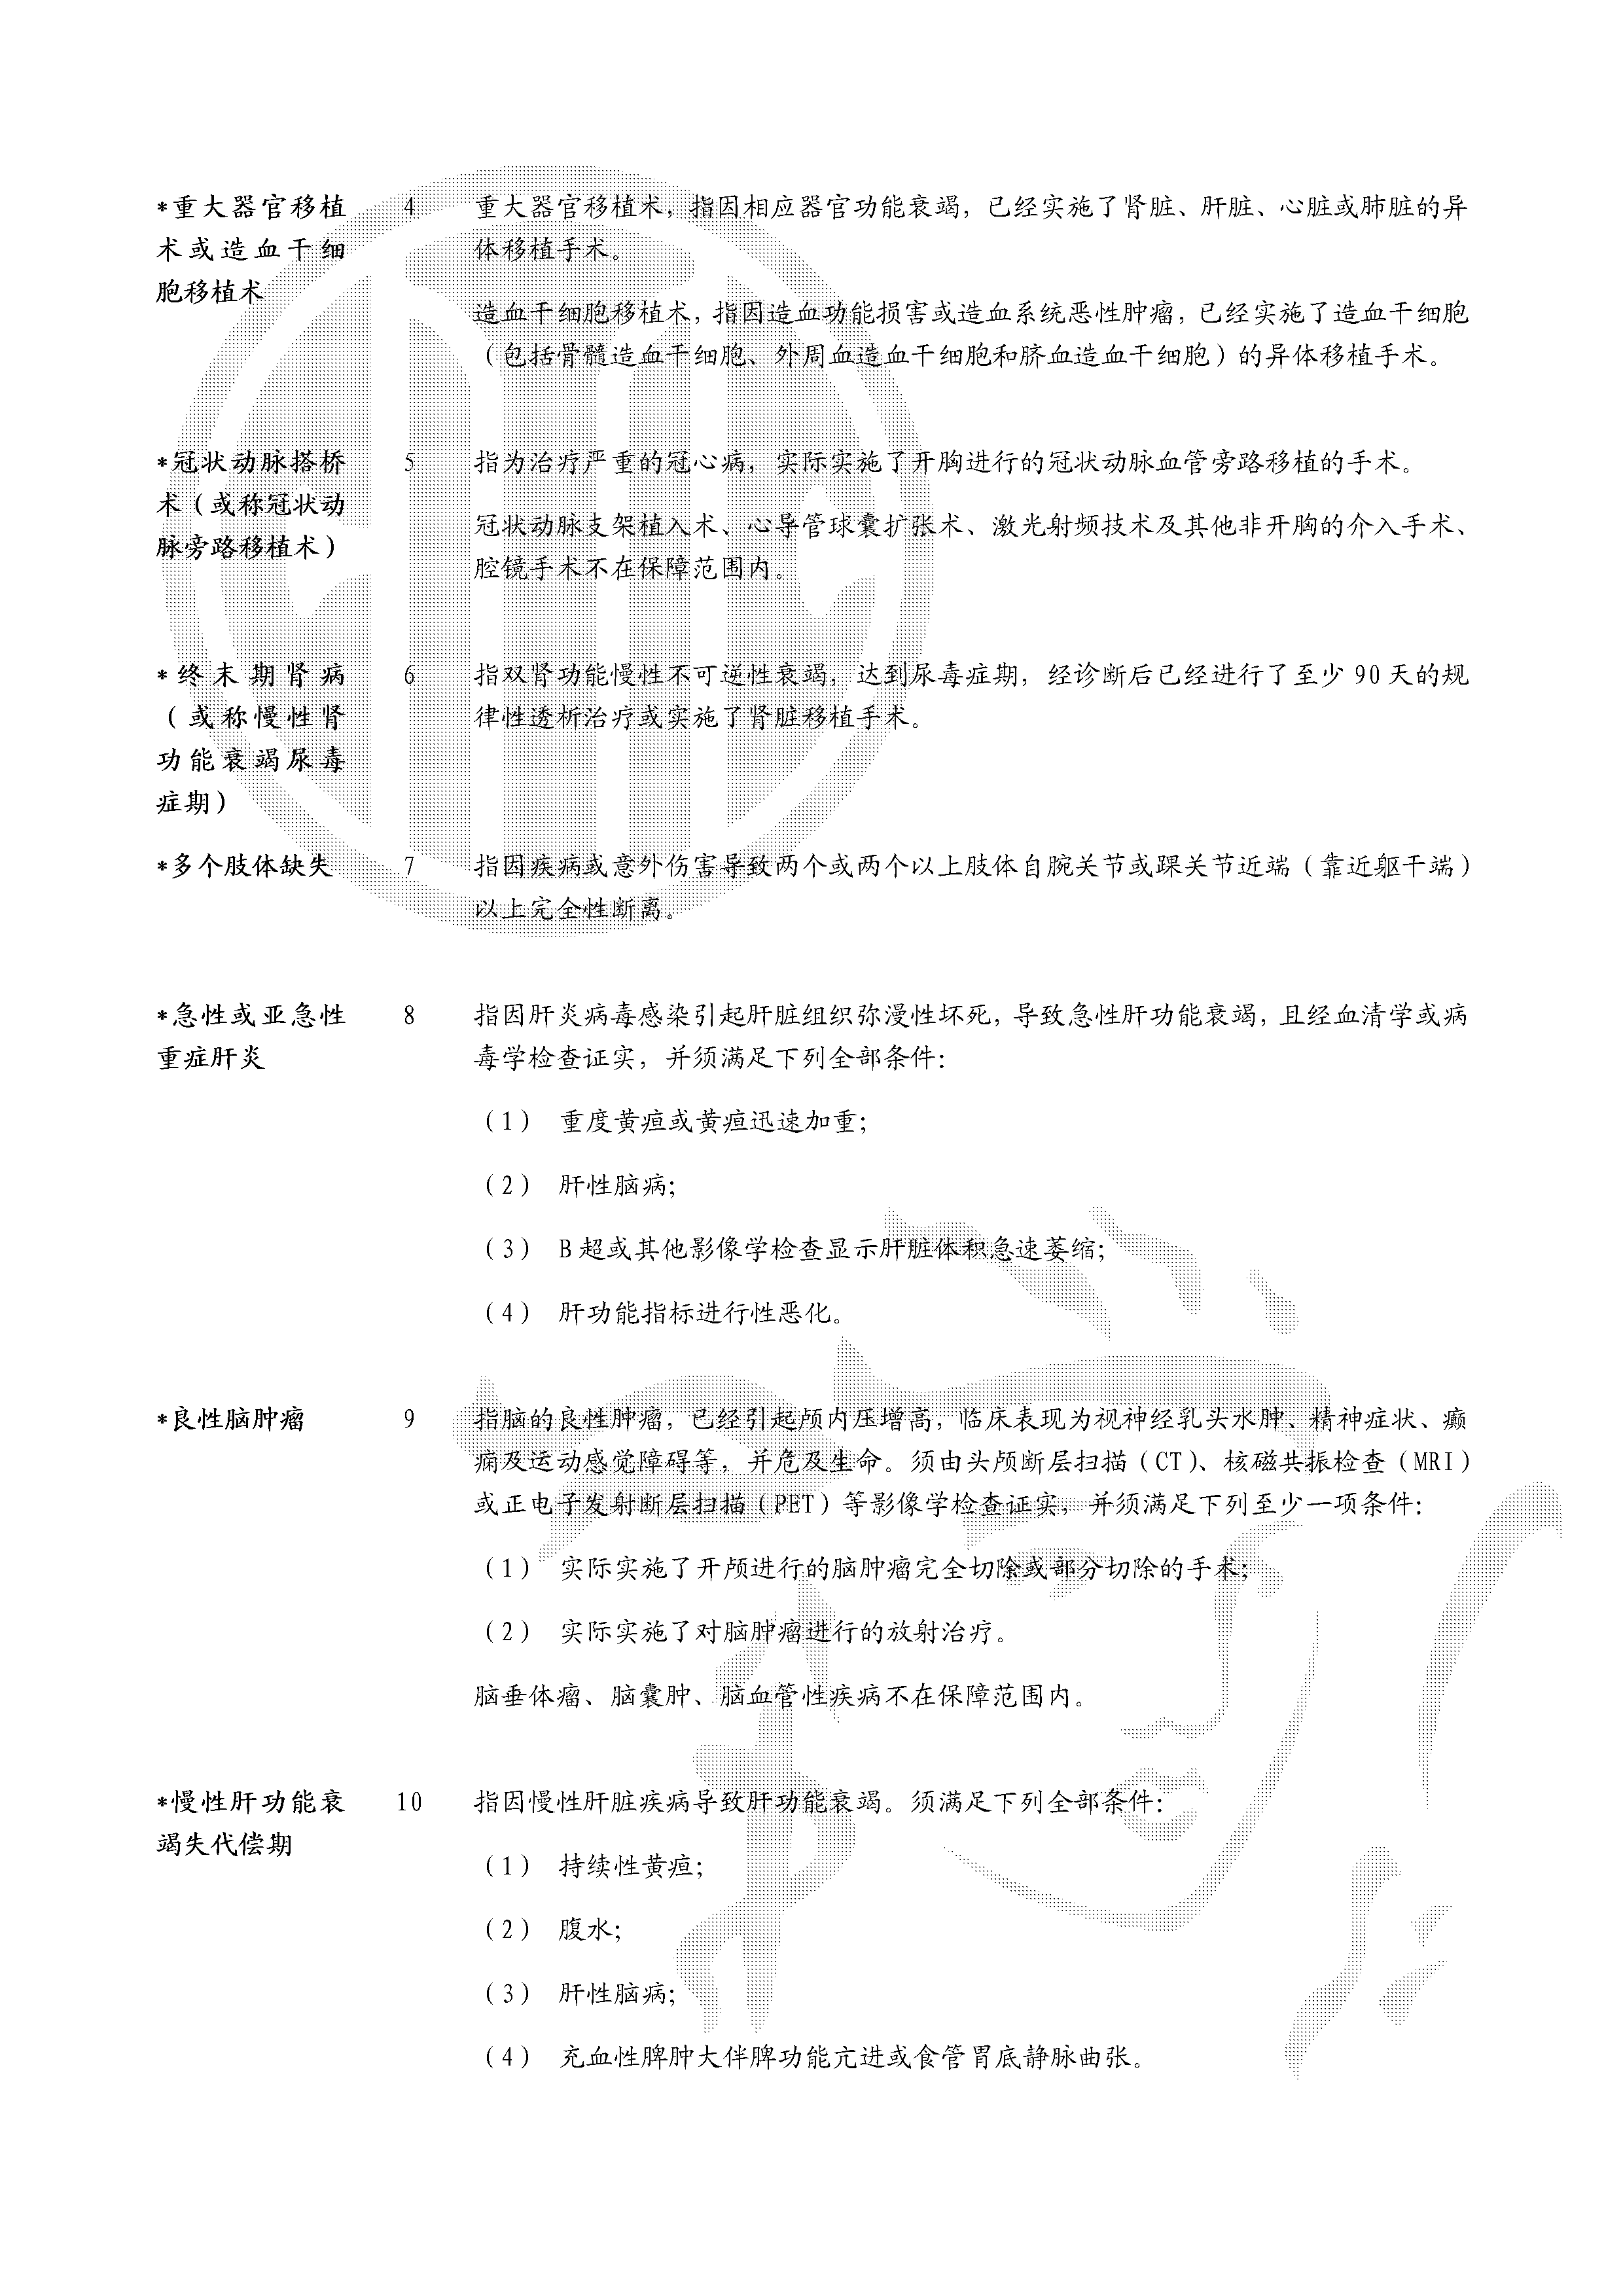 *重大器官移植 4 重大器官移植术，指因相应器官功能衰竭，已经实施了肾脏、肝脏、心脏或肺脏的异
术或造血干细 体移植手术。
胞移植术
造血干细胞移植术，指因造血功能损害或造血系统恶性肿瘤，已经实施了造血干细胞
（包括骨髓造血干细胞、外周血造血干细胞和脐血造血干细胞）的异体移植手术。
*冠状动脉搭桥 5 指为治疗严重的冠心病，实际实施了开胸进行的冠状动脉血管旁路移植的手术。
术（或称冠状动
脉旁路移植术）
冠状动脉支架植入术、心导管球囊扩张术、激光射频技术及其他非开胸的介入手术、
腔镜手术不在保障范围内。
*终末期肾病 6 指双肾功能慢性不可逆性衰竭，达到尿毒症期，经诊断后已经进行了至少 90 天的规
（或称慢性肾 律性透析治疗或实施了肾脏移植手术。
功能衰竭尿毒
症期）
*多个肢体缺失 7 指因疾病或意外伤害导致两个或两个以上肢体自腕关节或踝关节近端（靠近躯干端）
以上完全性断离。
*急性或亚急性 8 指因肝炎病毒感染引起肝脏组织弥漫性坏死，导致急性肝功能衰竭，且经血清学或病
重症肝炎 毒学检查证实，并须满足下列全部条件：
（1） 重度黄疸或黄疸迅速加重；
（2） 肝性脑病；
（3） B 超或其他影像学检查显示肝脏体积急速萎缩；
（4） 肝功能指标进行性恶化。
*良性脑肿瘤 9 指脑的良性肿瘤，已经引起颅内压增高，临床表现为视神经乳头水肿、精神症状、癫
痫及运动感觉障碍等，并危及生命。须由头颅断层扫描（CT）、核磁共振检查（MRI）
或正电子发射断层扫描（PET）等影像学检查证实，并须满足下列至少一项条件：
（1） 实际实施了开颅进行的脑肿瘤完全切除或部分切除的手术；
（2） 实际实施了对脑肿瘤进行的放射治疗。
脑垂体瘤、脑囊肿、脑血管性疾病不在保障范围内。
*慢性肝功能衰 10 指因慢性肝脏疾病导致肝功能衰竭。须满足下列全部条件：
竭失代偿期
（1） 持续性黄疸；
（2） 腹水；
（3） 肝性脑病；
（4） 充血性脾肿大伴脾功能亢进或食管胃底静脉曲张。